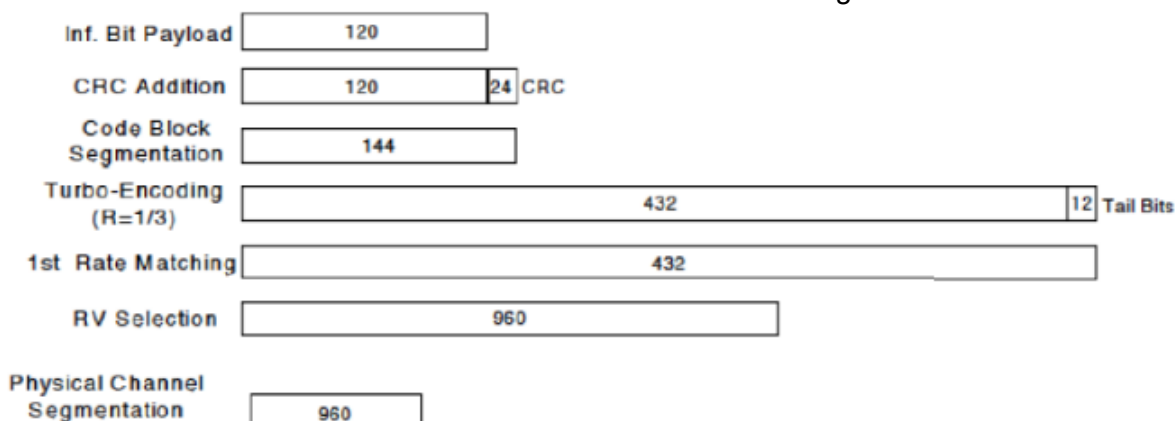 Inf. Bit Payload 120
CRC Addition 120 24 CRC
Code Block
Segmentation 144
Turbo-Encoding
(R=1/3) 432 12 Tail Bits
1st Rate Matching 432
RV Selection 960
Physical Channel
Segmentation 960